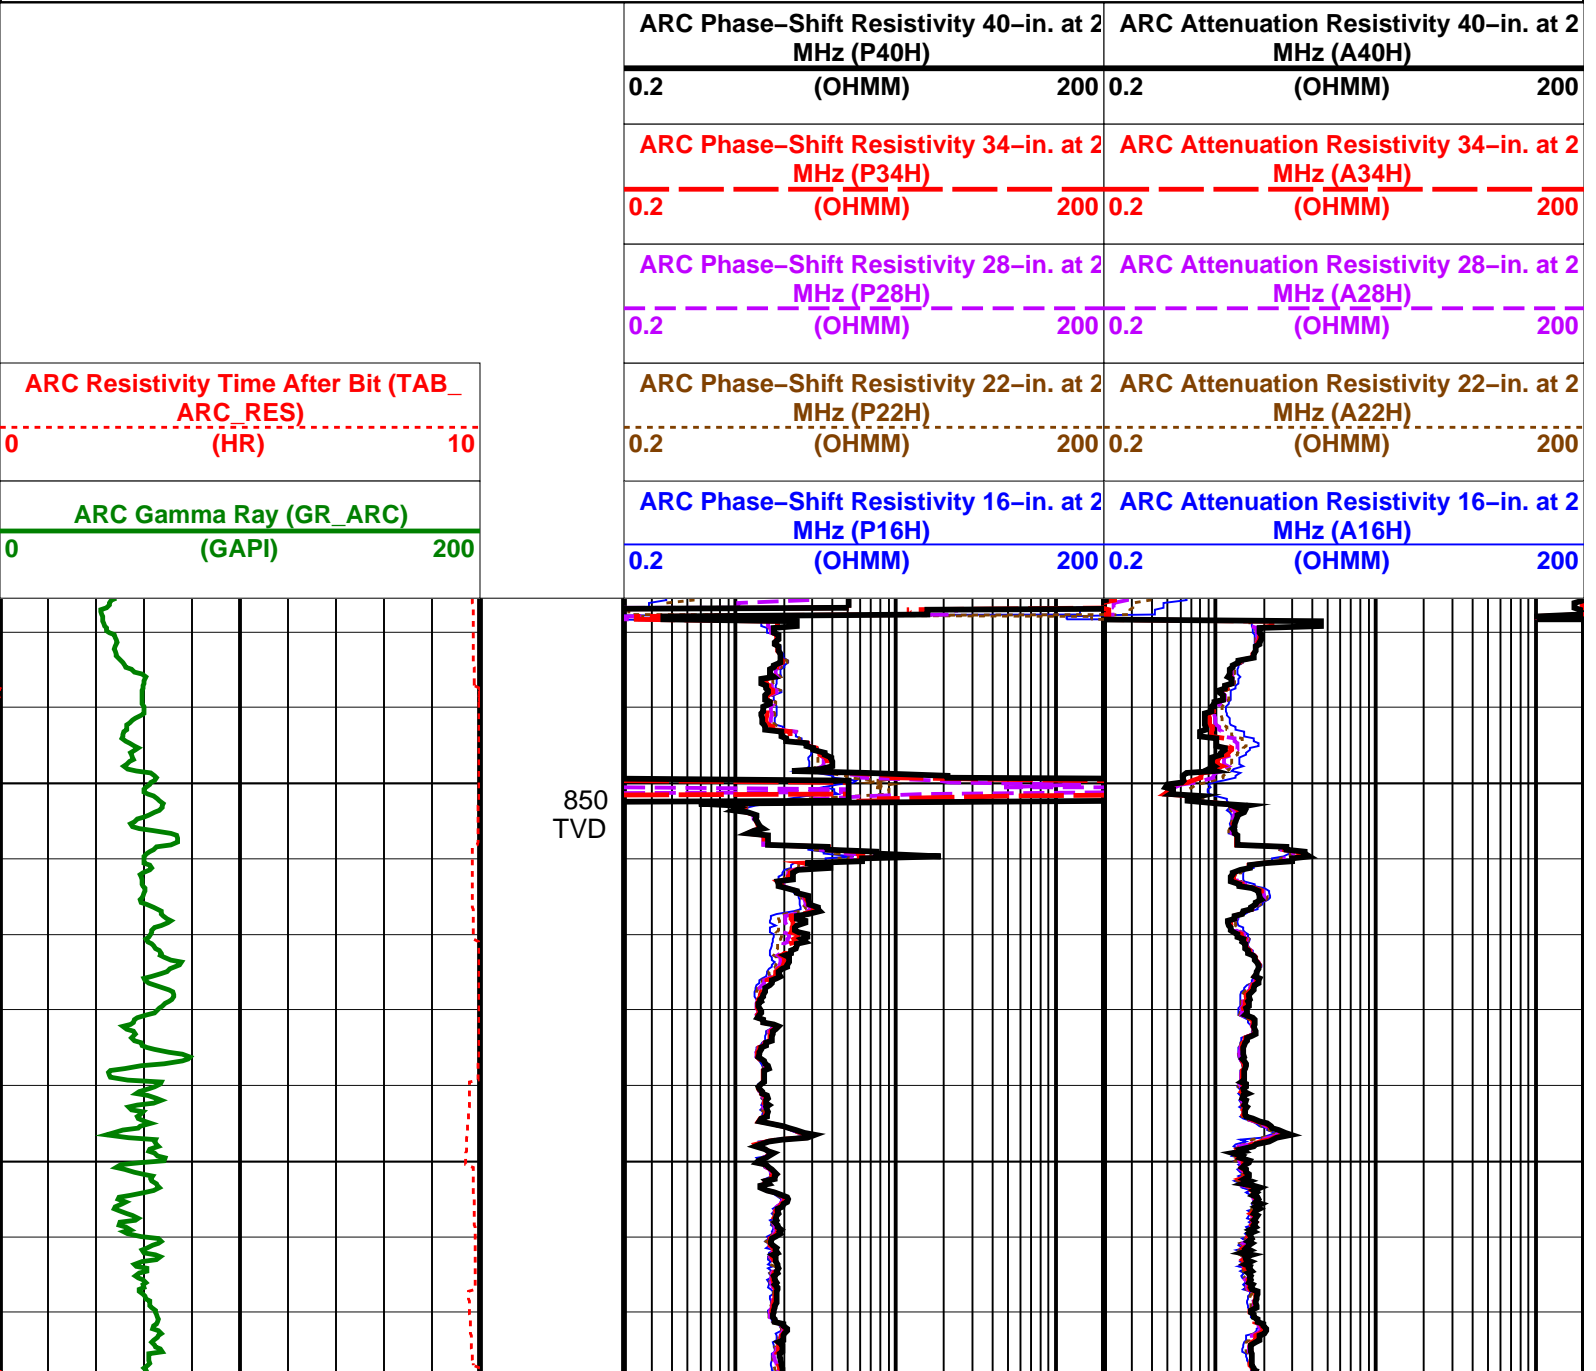 ARC Phase–Shift Resistivity 40–in. at 2
MHz (P40H)
0.2 (OHMM) 200
ARC Attenuation Resistivity 40–in. at 2
MHz (A40H)
0.2 (OHMM) 200
ARC Phase–Shift Resistivity 34–in. at 2
MHz (P34H)
0.2 (OHMM) 200
ARC Attenuation Resistivity 34–in. at 2
MHz (A34H)
0.2 (OHMM) 200
ARC Phase–Shift Resistivity 28–in. at 2
MHz (P28H)
0.2 (OHMM) 200
ARC Attenuation Resistivity 28–in. at 2
MHz (A28H)
0.2 (OHMM) 200
ARC Resistivity Time After Bit (TAB_
ARC_RES)
0 (HR) 10
ARC Phase–Shift Resistivity 22–in. at 2
MHz (P22H)
0.2 (OHMM) 200
ARC Attenuation Resistivity 22–in. at 2
MHz (A22H)
0.2 (OHMM) 200
ARC Gamma Ray (GR_ARC)
0 (GAPI) 200
ARC Phase–Shift Resistivity 16–in. at 2
MHz (P16H)
0.2 (OHMM) 200
ARC Attenuation Resistivity 16–in. at 2
MHz (A16H)
0.2 (OHMM) 200
850
TVD